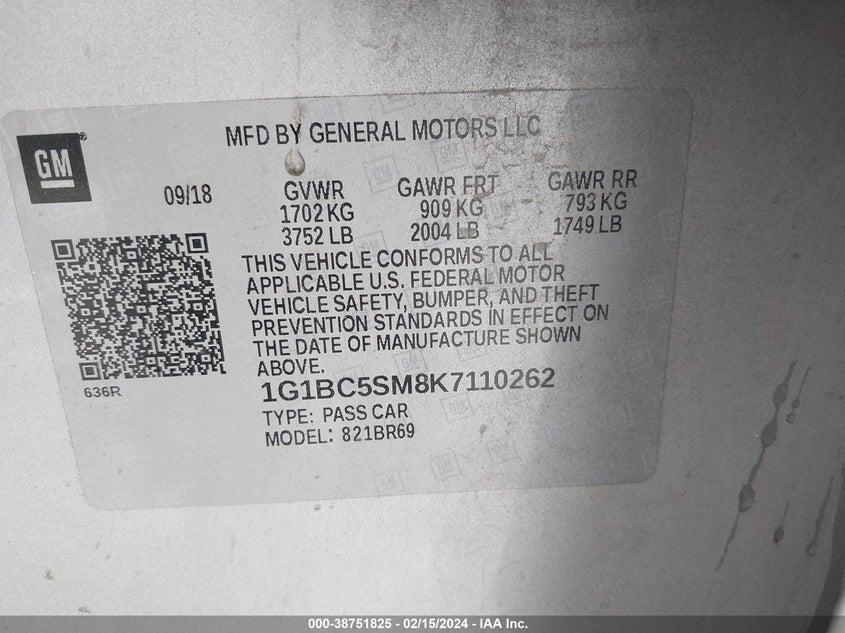 MFD BY GENERAL MOTORS LLC
GM
09/18
GVWR
1702 KG
3752 LB
GAWR FRT
909 KG
2004 LB
GAWR RR
793 KG
1749 LB
THIS VEHICLE CONFORMS TO ALL
APPLICABLE U.S. FEDERAL MOTOR
VEHICLE SAFETY, BUMPER, AND THEFT
PREVENTION STANDARDS IN EFFECT ON
THE DATE OF MANUFACTURE SHOWN
ABOVE.
636R
1G1BC5SM8K7110262
TYPE: PASS CAR
MODEL: 821BR69
000-38751825 - 02/15/2024 - IAA Inc.